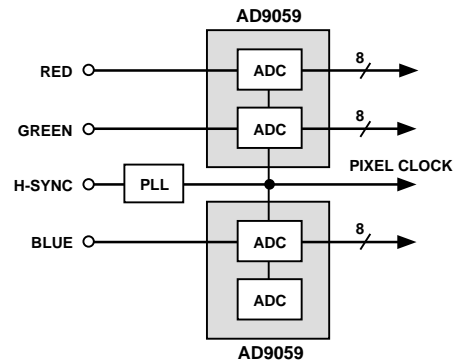 AD9059
RED
ADC
8
GREEN
ADC
8
PIXEL CLOCK
H-SYNC
PLL
BLUE
ADC
8
ADC
AD9059